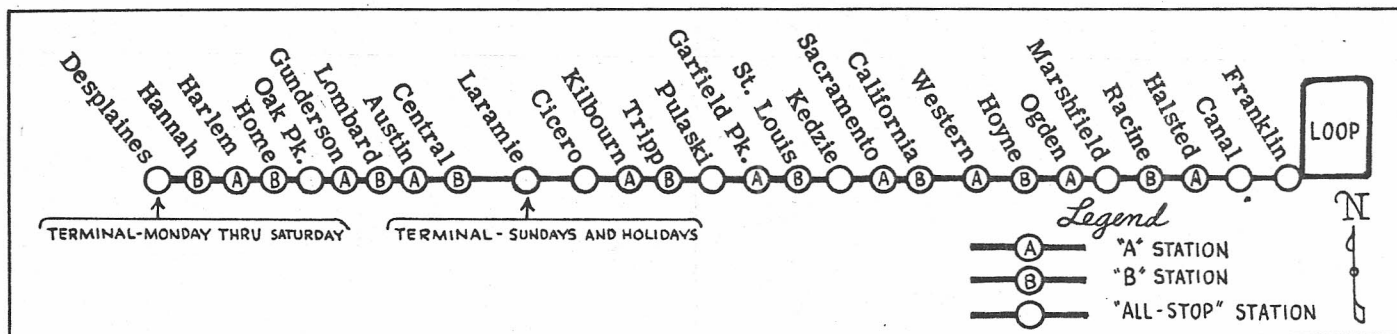 Desplaines
Hannah
Harlem
Home
Oak Pk.
Gunderson
Lombard
Austin
Central
Laramie
Cicero
Kilbourn
Tripp
Pulaski
Garfield Pk.
St. Louis
Kedzie
Sacramento
California
Western
Hoyne
Ogden
Marshfield
Racine
Halsted
Canal
Franklin
LOOP
B A B A B A B A B A B A B A B A B A
TERMINAL-MONDAY THRU SATURDAY
TERMINAL - SUNDAYS AND HOLIDAYS
N
Legend
A "A" STATION
B "B" STATION
"ALL-STOP" STATION